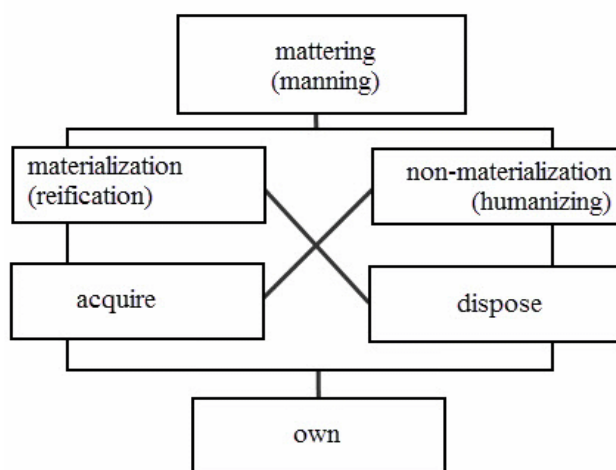 mattering
(manning)
materialization
(reification)
non-materialization
(humanizing)
acquire
dispose
own